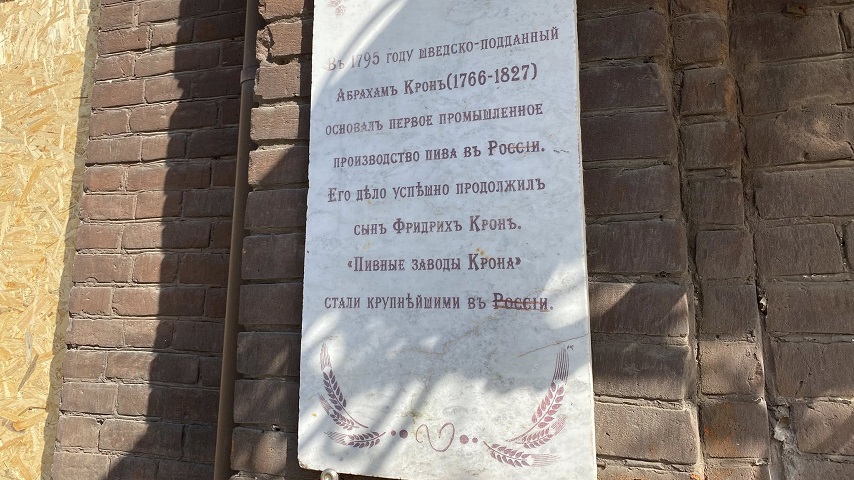 Въ 1795 году шведско-подданный
Абрахамъ Кронъ(1766-1827)
основалъ первое промышленное
производство пива въ Россіи.
Его дѣло успѣшно продолжилъ
сынъ Фридрихъ Кронъ.
«Пивные заводы Крона»
стали крупнѣйшими въ Россіи.